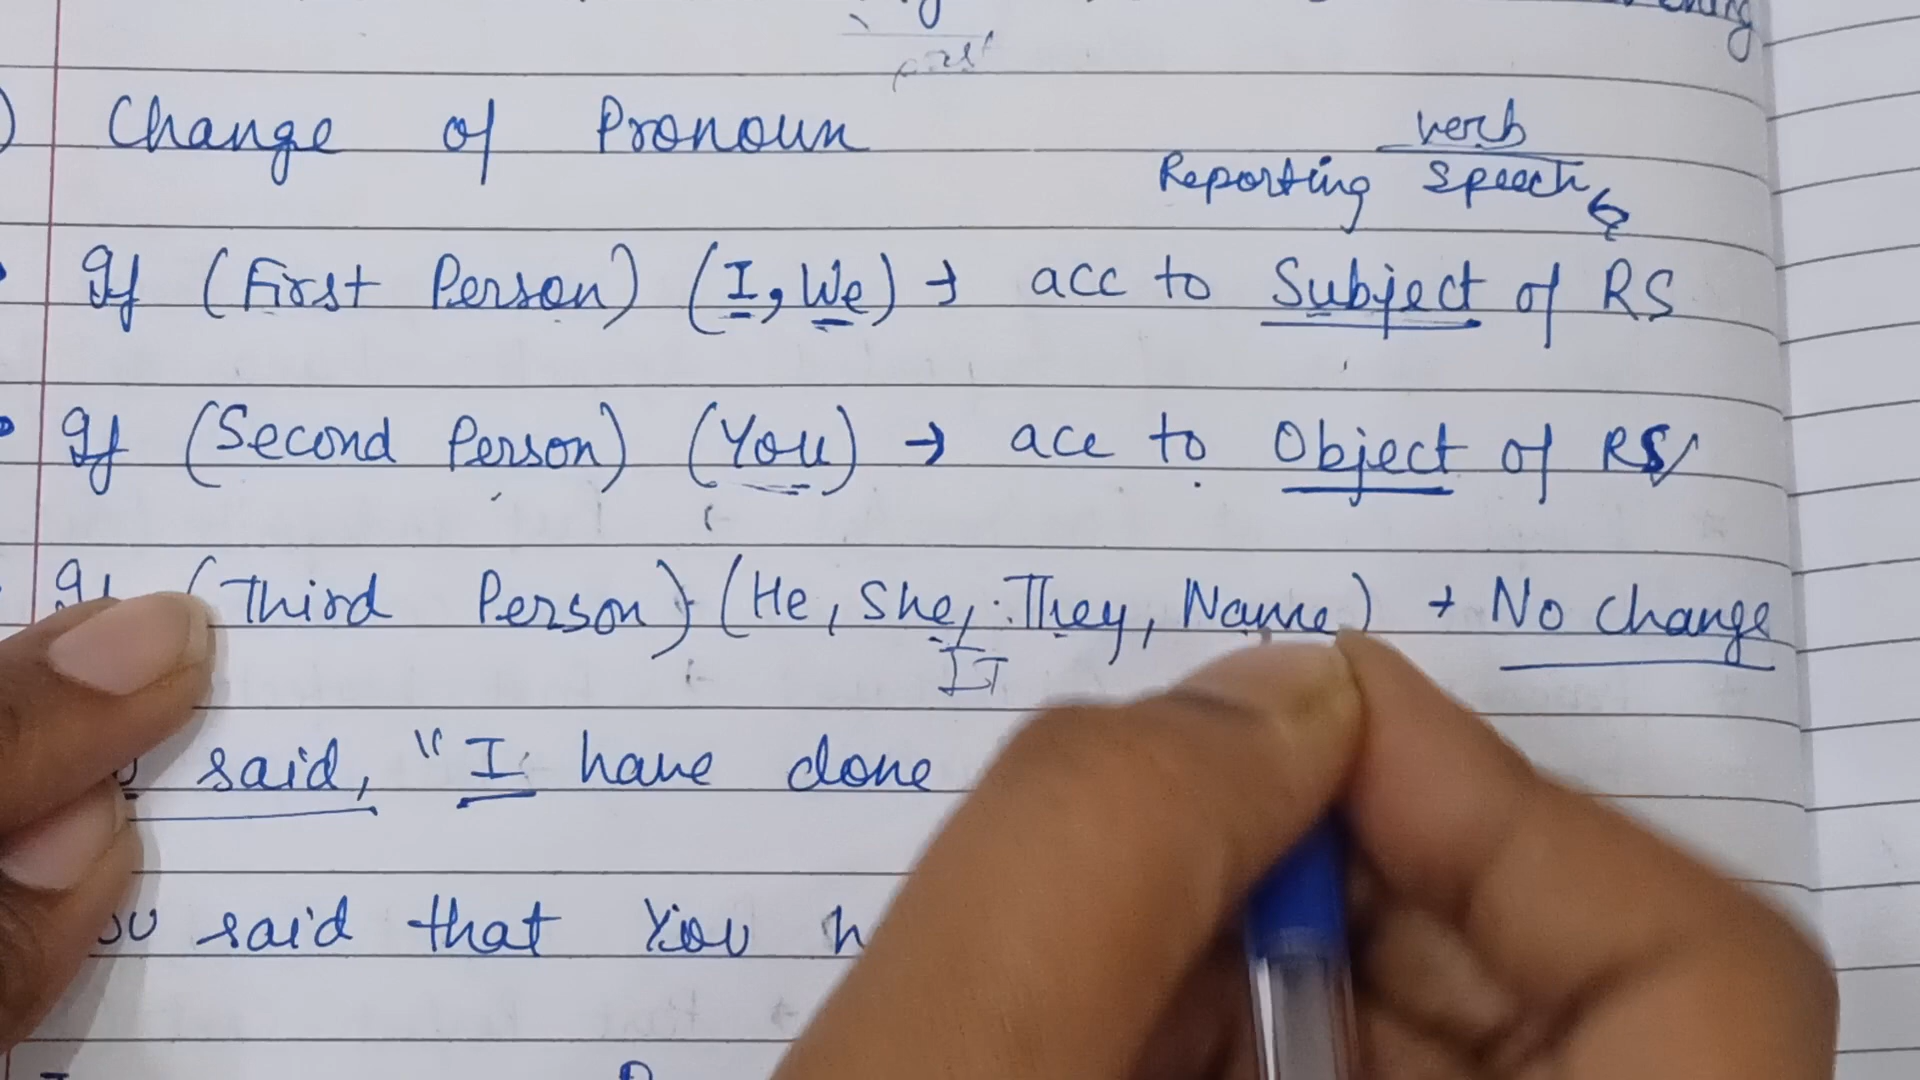 Change of Pronoun
verb
Reporting Speech
If (First Person) (I, We) → acc to Subject of RS
If (Second Person) (You) → acc to Object of RS
(Third Person) (He, She, They, Name) → No Change
IT
said, "I have done
said that You